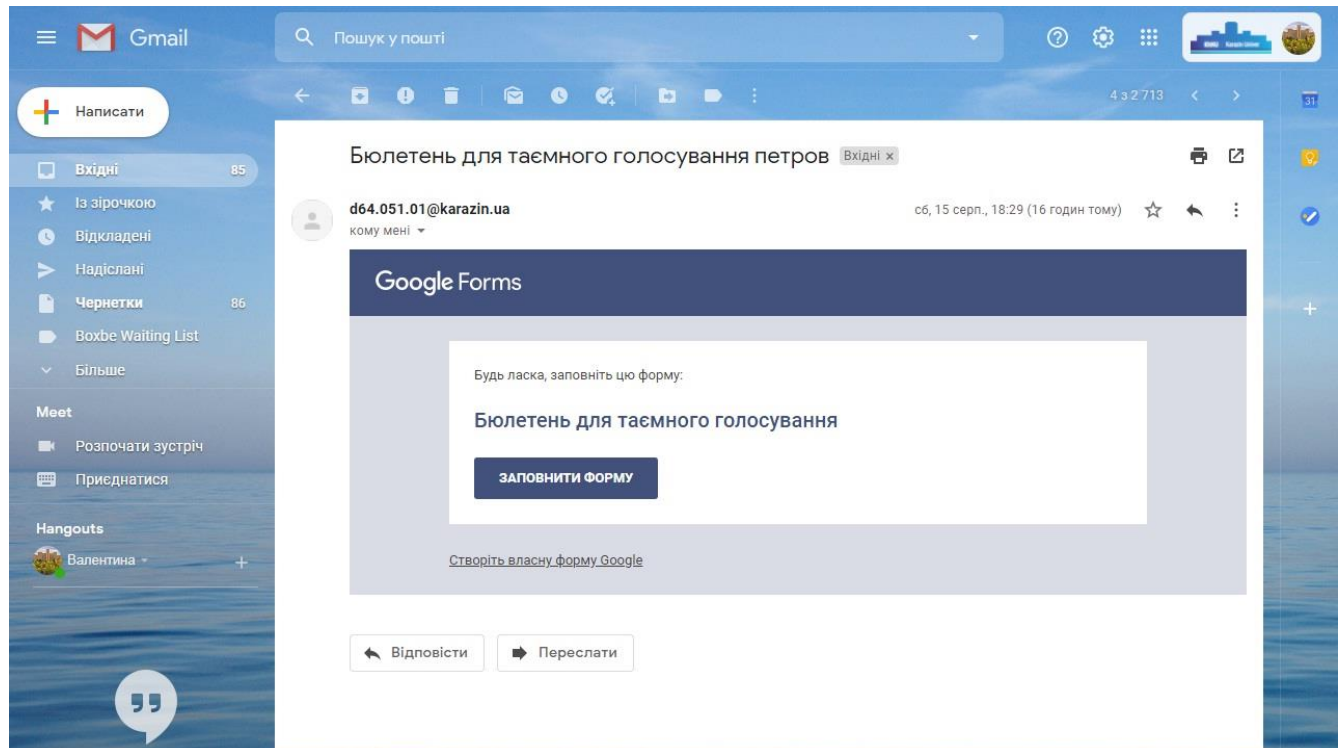 Gmail
Пошук у пошті
Написати
4 з 2 713
31
Вхідні 85
Із зірочкою
Відкладені
Надіслані
Чернетки 86
Boxbe Waiting List
Більше
Meet
Розпочати зустріч
Приєднатися
Hangouts
Валентина
Бюлетень для таємного голосування петров Вхідні x
d64.051.01@karazin.ua сб, 15 серп., 18:29 (16 годин тому)
кому мені
Google Forms
Будь ласка, заповніть цю форму:
Бюлетень для таємного голосування
ЗАПОВНИТИ ФОРМУ
Створіть власну форму Google
Відповісти Переслати